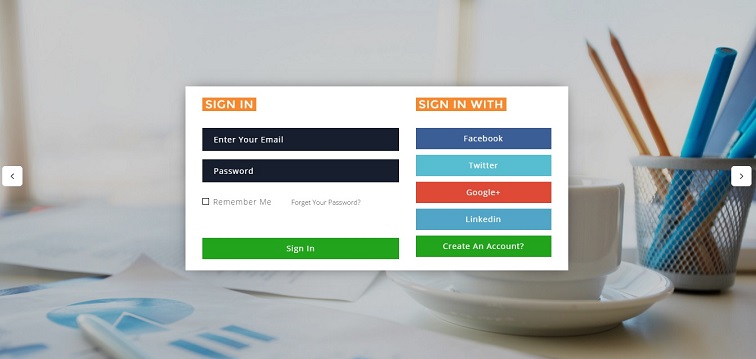 SIGN IN
Enter Your Email
Password
Remember Me
Forget Your Password?
Sign In
SIGN IN WITH
Facebook
Twitter
Google+
Linkedin
Create An Account?